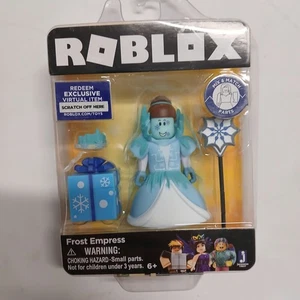 ROBLOX
REDEEM
EXCLUSIVE
VIRTUAL ITEM
SCRATCH OFF HERE
ROBLOX.COM/TOYS
MIX & MATCH
PARTS
Frost Empress
WARNING:
CHOKING HAZARD-Small parts.
Not for children under 3 years. 6+